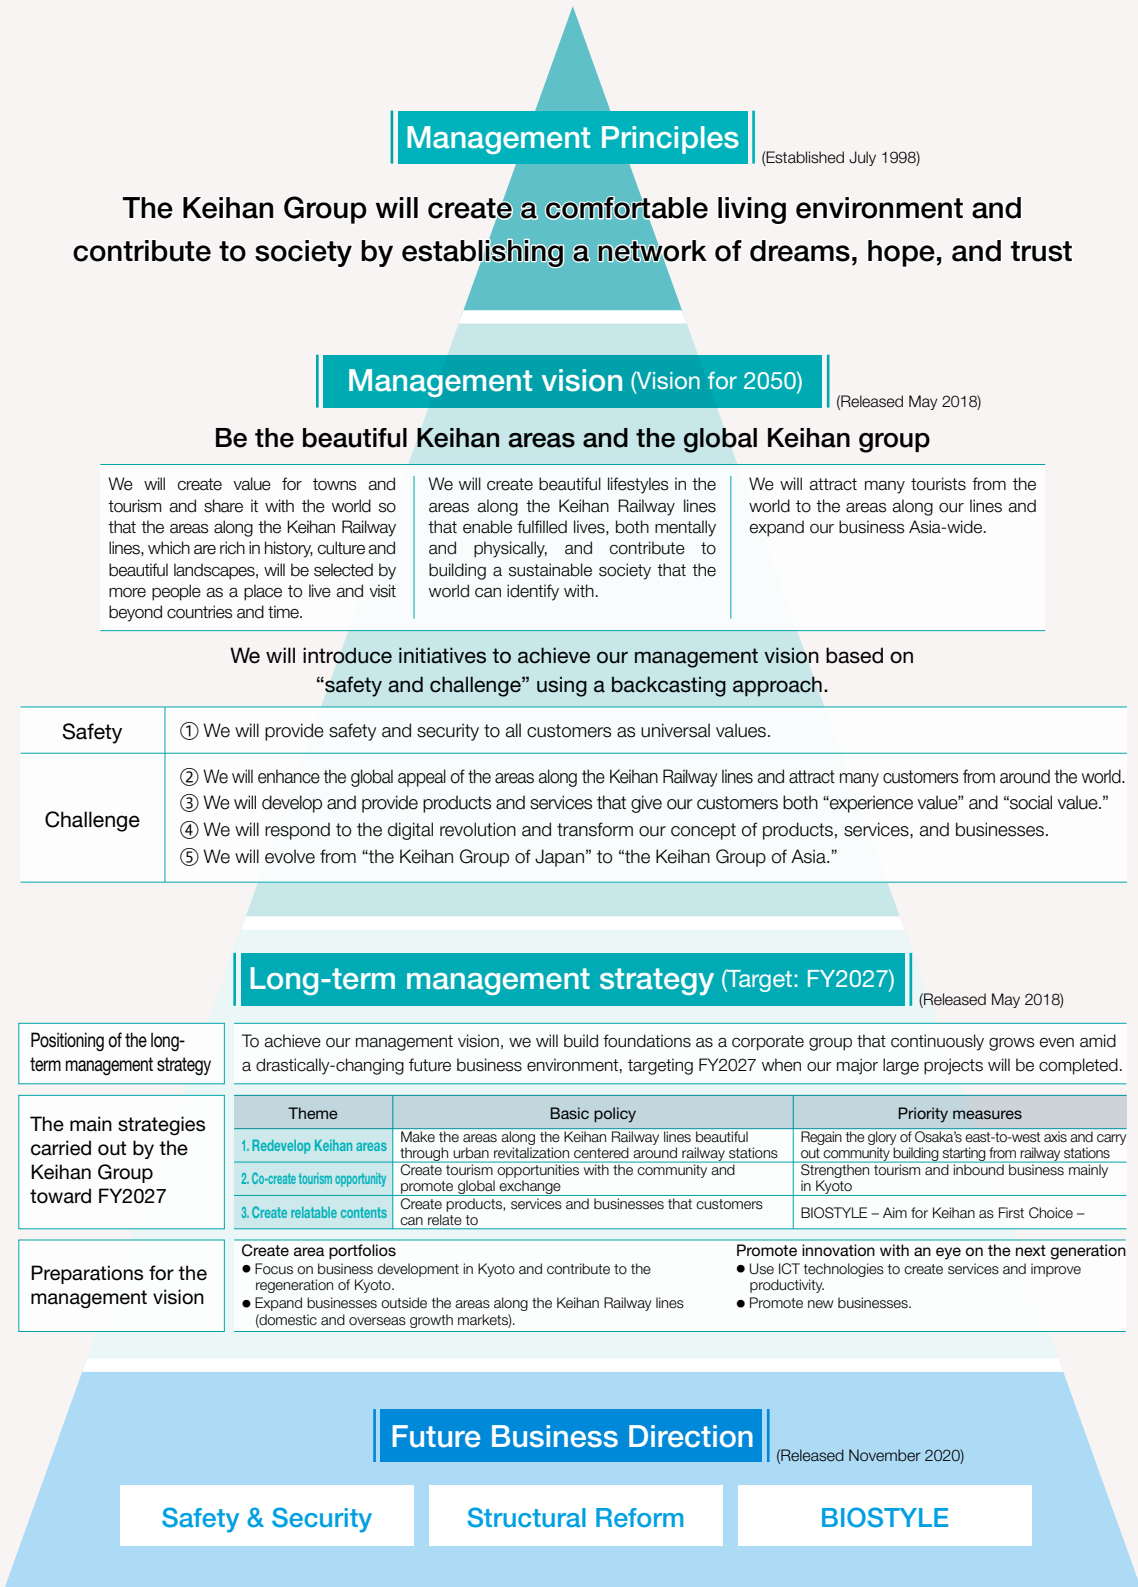 Management Principles
(Established July 1998)
The Keihan Group will create a comfortable living environment and
contribute to society by establishing a network of dreams, hope, and trust
Management vision (Vision for 2050)
(Released May 2018)
Be the beautiful Keihan areas and the global Keihan group
We will create value for towns and
tourism and share it with the world so
that the areas along the Keihan Railway
lines, which are rich in history, culture and
beautiful landscapes, will be selected by
more people as a place to live and visit
beyond countries and time.
We will create beautiful lifestyles in the
areas along the Keihan Railway lines
that enable fulfilled lives, both mentally
and physically, and contribute to
building a sustainable society that the
world can identify with.
We will attract many tourists from the
world to the areas along our lines and
expand our business Asia-wide.
We will introduce initiatives to achieve our management vision based on
“safety and challenge” using a backcasting approach.
Safety
① We will provide safety and security to all customers as universal values.
Challenge
② We will enhance the global appeal of the areas along the Keihan Railway lines and attract many customers from around the world.
③ We will develop and provide products and services that give our customers both “experience value” and “social value.”
④ We will respond to the digital revolution and transform our concept of products, services, and businesses.
⑤ We will evolve from “the Keihan Group of Japan” to “the Keihan Group of Asia.”
Long-term management strategy (Target: FY2027)
(Released May 2018)
Positioning of the long-
term management strategy
To achieve our management vision, we will build foundations as a corporate group that continuously grows even amid
a drastically-changing future business environment, targeting FY2027 when our major large projects will be completed.
The main strategies
carried out by the
Keihan Group
toward FY2027
Theme
Basic policy
Priority measures
1. Redevelop Keihan areas
Make the areas along the Keihan Railway lines beautiful
through urban revitalization centered around railway stations
Regain the glory of Osaka’s east-to-west axis and carry
out community building starting from railway stations
2. Co-create tourism opportunity
Create tourism opportunities with the community and
promote global exchange
Strengthen tourism and inbound business mainly
in Kyoto
3. Create relatable contents
Create products, services and businesses that customers
can relate to
BIOSTYLE – Aim for Keihan as First Choice –
Preparations for the
management vision
Create area portfolios
● Focus on business development in Kyoto and contribute to the
regeneration of Kyoto.
● Expand businesses outside the areas along the Keihan Railway lines
(domestic and overseas growth markets).
Promote innovation with an eye on the next generation
● Use ICT technologies to create services and improve
productivity.
● Promote new businesses.
Future Business Direction
(Released November 2020)
Safety & Security
Structural Reform
BIOSTYLE